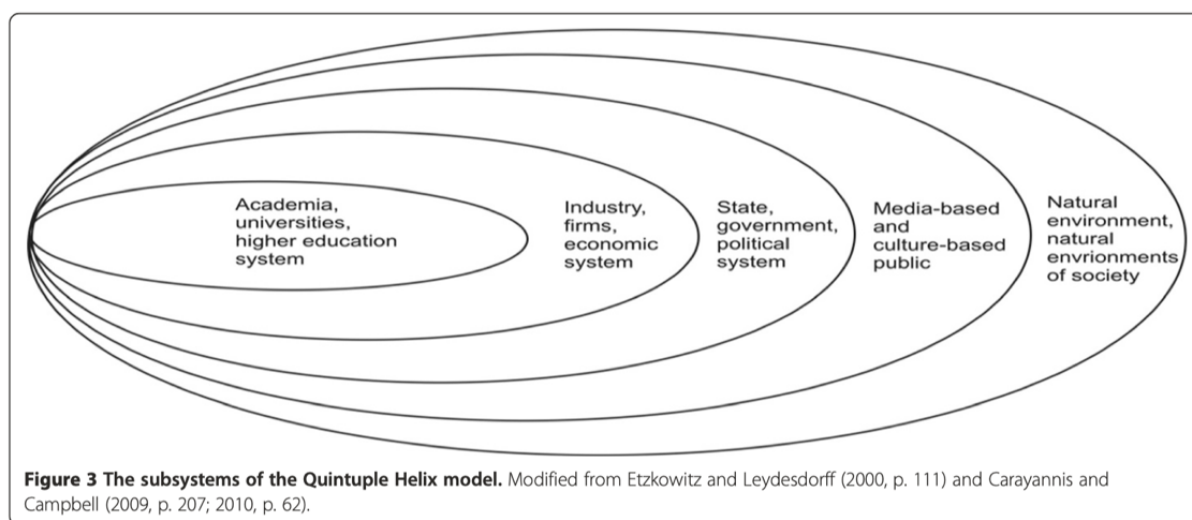 Academia,
universities,
higher education
system
Industry,
firms,
economic
system
State,
government,
political
system
Media-based
and
culture-based
public
Natural
environment,
natural
envrionments
of society
Figure 3 The subsystems of the Quintuple Helix model. Modified from Etzkowitz and Leydesdorff (2000, p. 111) and Carayannis and
Campbell (2009, p. 207; 2010, p. 62).